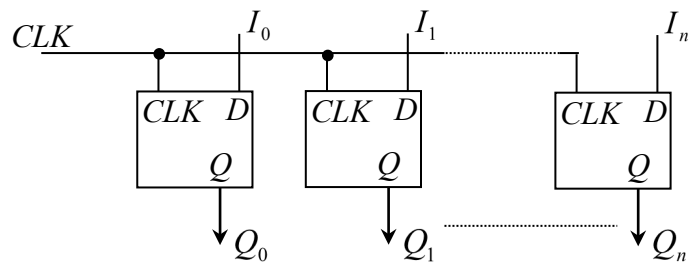 CLK I₀ I₁ Iₙ
CLK D CLK D CLK D
Q Q Q
Q₀ Q₁ Qₙ